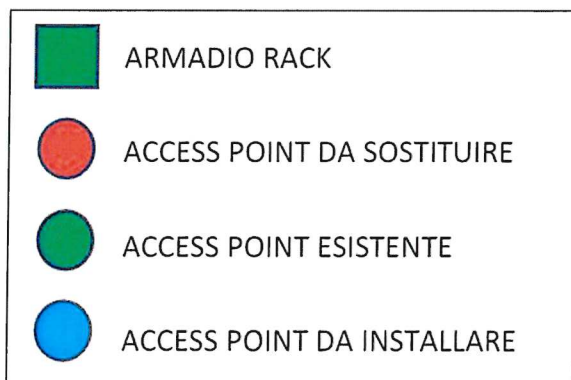 ARMADIO RACK
ACCESS POINT DA SOSTITUIRE
ACCESS POINT ESISTENTE
ACCESS POINT DA INSTALLARE